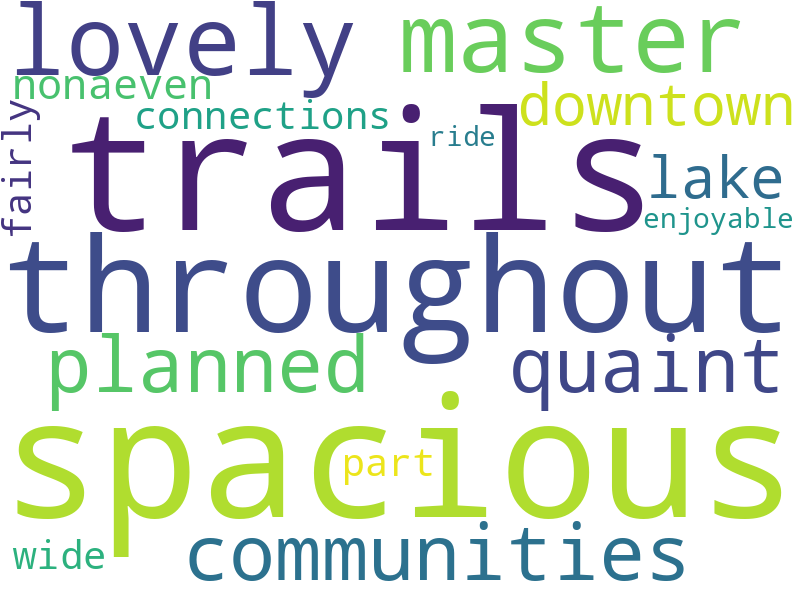 lovely master
nonaeven downtown
connections
fairly trails ride
lake
enjoyable
throughout
planned quaint
spacious
part
wide communities